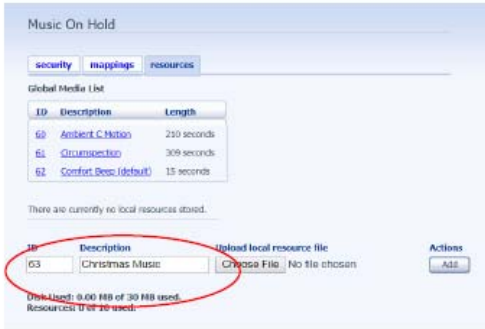 Music On Hold
security mappings resources
Global Media List
ID Description Length
60 Ambient C Motion 210 seconds
61 Circumspection 309 seconds
62 Comfort Beep (default) 15 seconds
There are currently no local resources stored.
ID Description Upload local resource file Actions
63 Christmas Music Choose File No file chosen Add
Disk Used: 0.00 MB of 30 MB used.
Resources: 0 of 10 used.